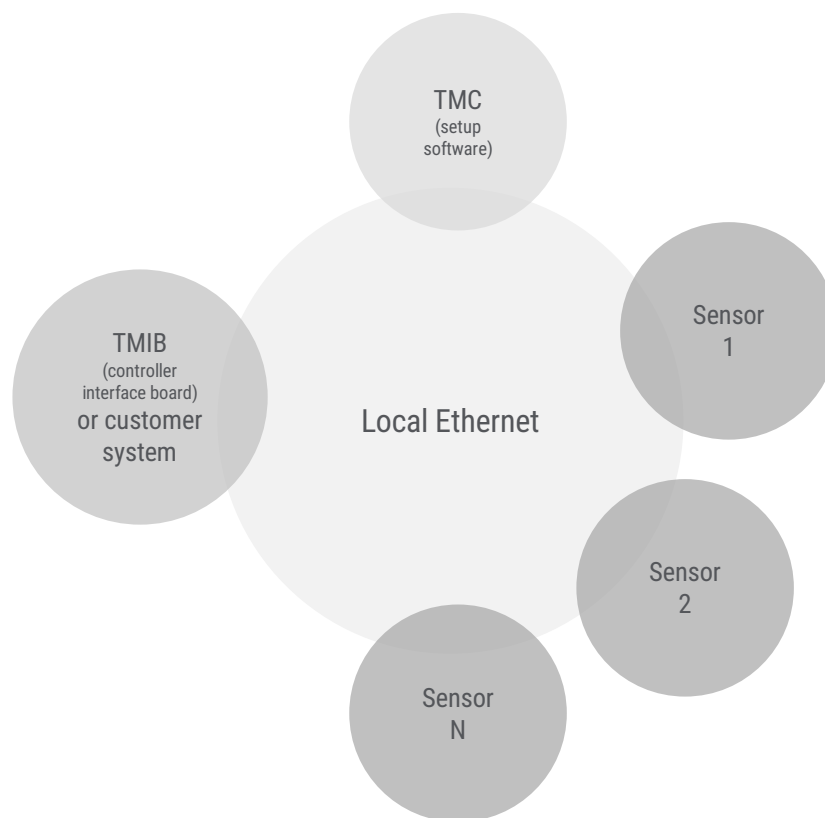 TMC
(setup
software)
Sensor
1
TMIB
(controller
interface board)
or customer
system
Local Ethernet
Sensor
2
Sensor
N